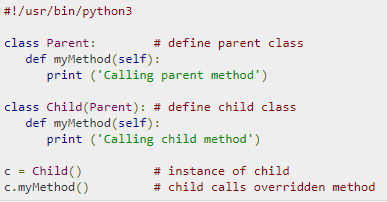 #!/usr/bin/python3

class Parent:        # define parent class
   def myMethod(self):
      print ('Calling parent method')

class Child(Parent): # define child class
   def myMethod(self):
      print ('Calling child method')

c = Child()          # instance of child
c.myMethod()         # child calls overridden method